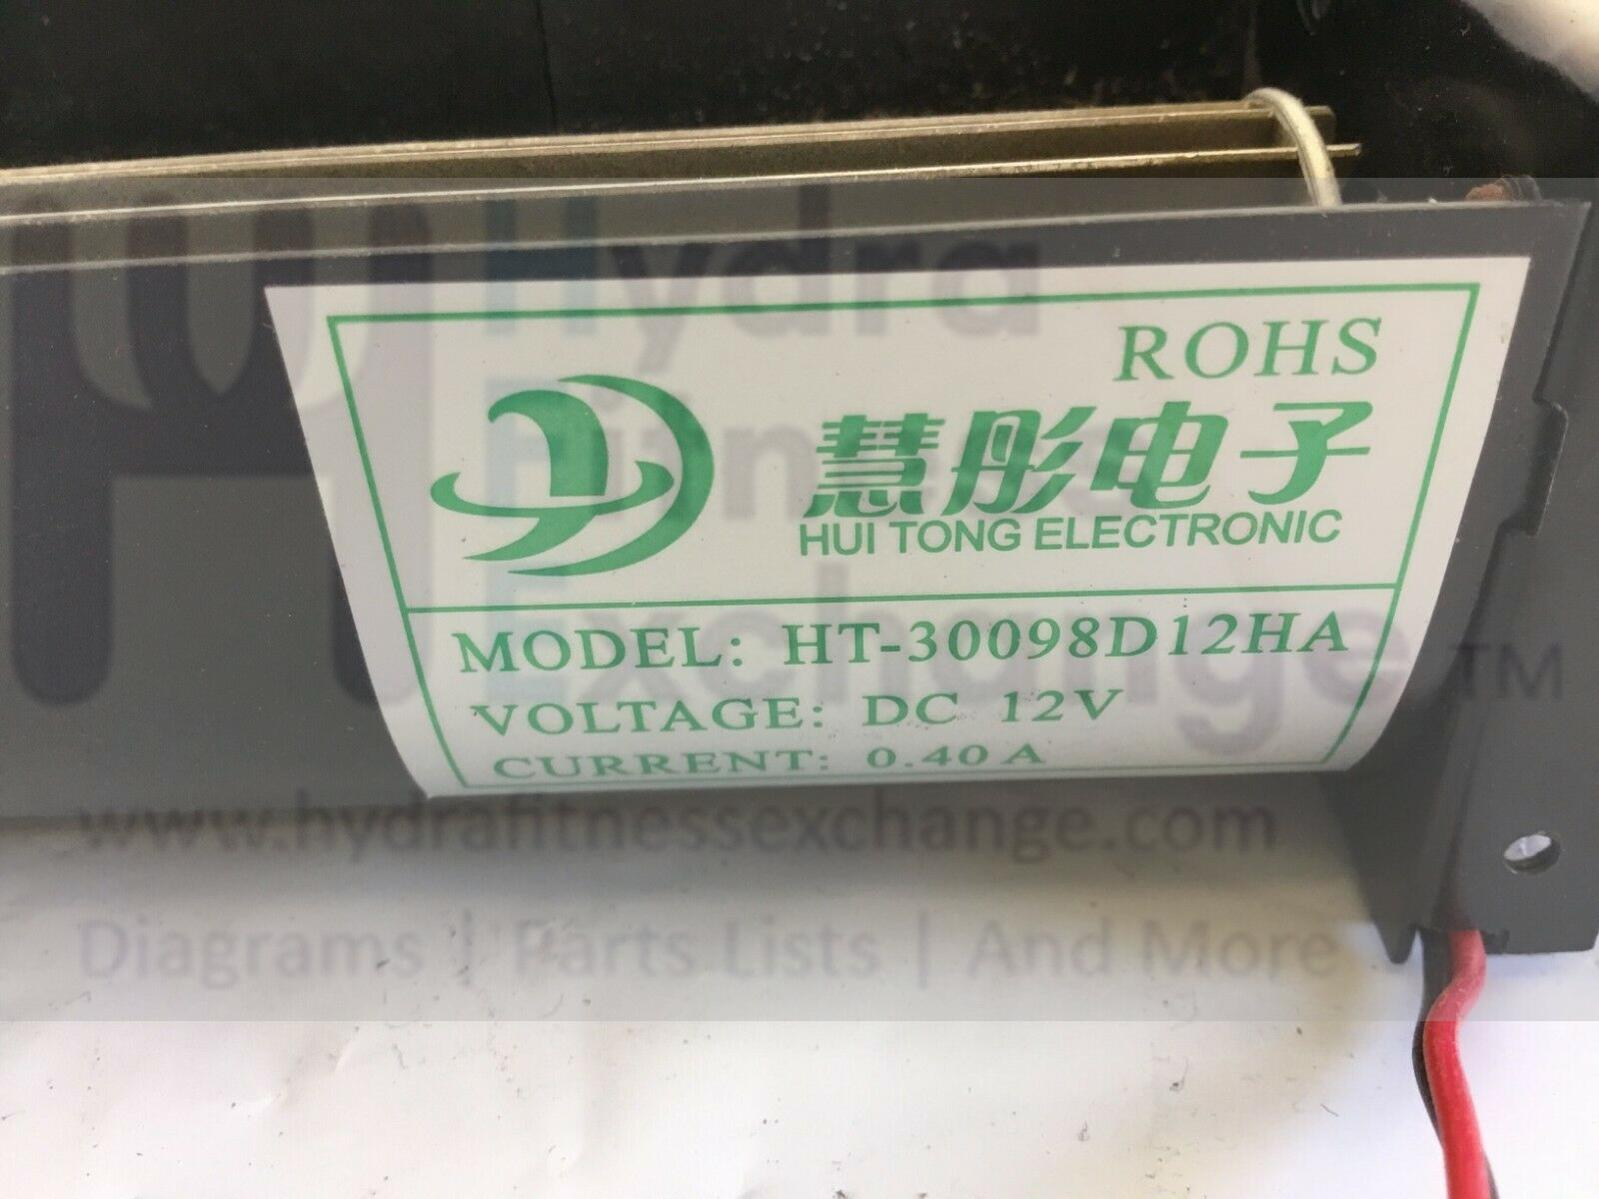 ROHS
慧彤电子
HUI TONG ELECTRONIC
MODEL: HT-30098D12HA
VOLTAGE: DC 12V
CURRENT: 0.40A
Hydra
Fitness
Exchange TM
www.hydrafitnessexchange.com
Diagrams | Parts Lists | And More